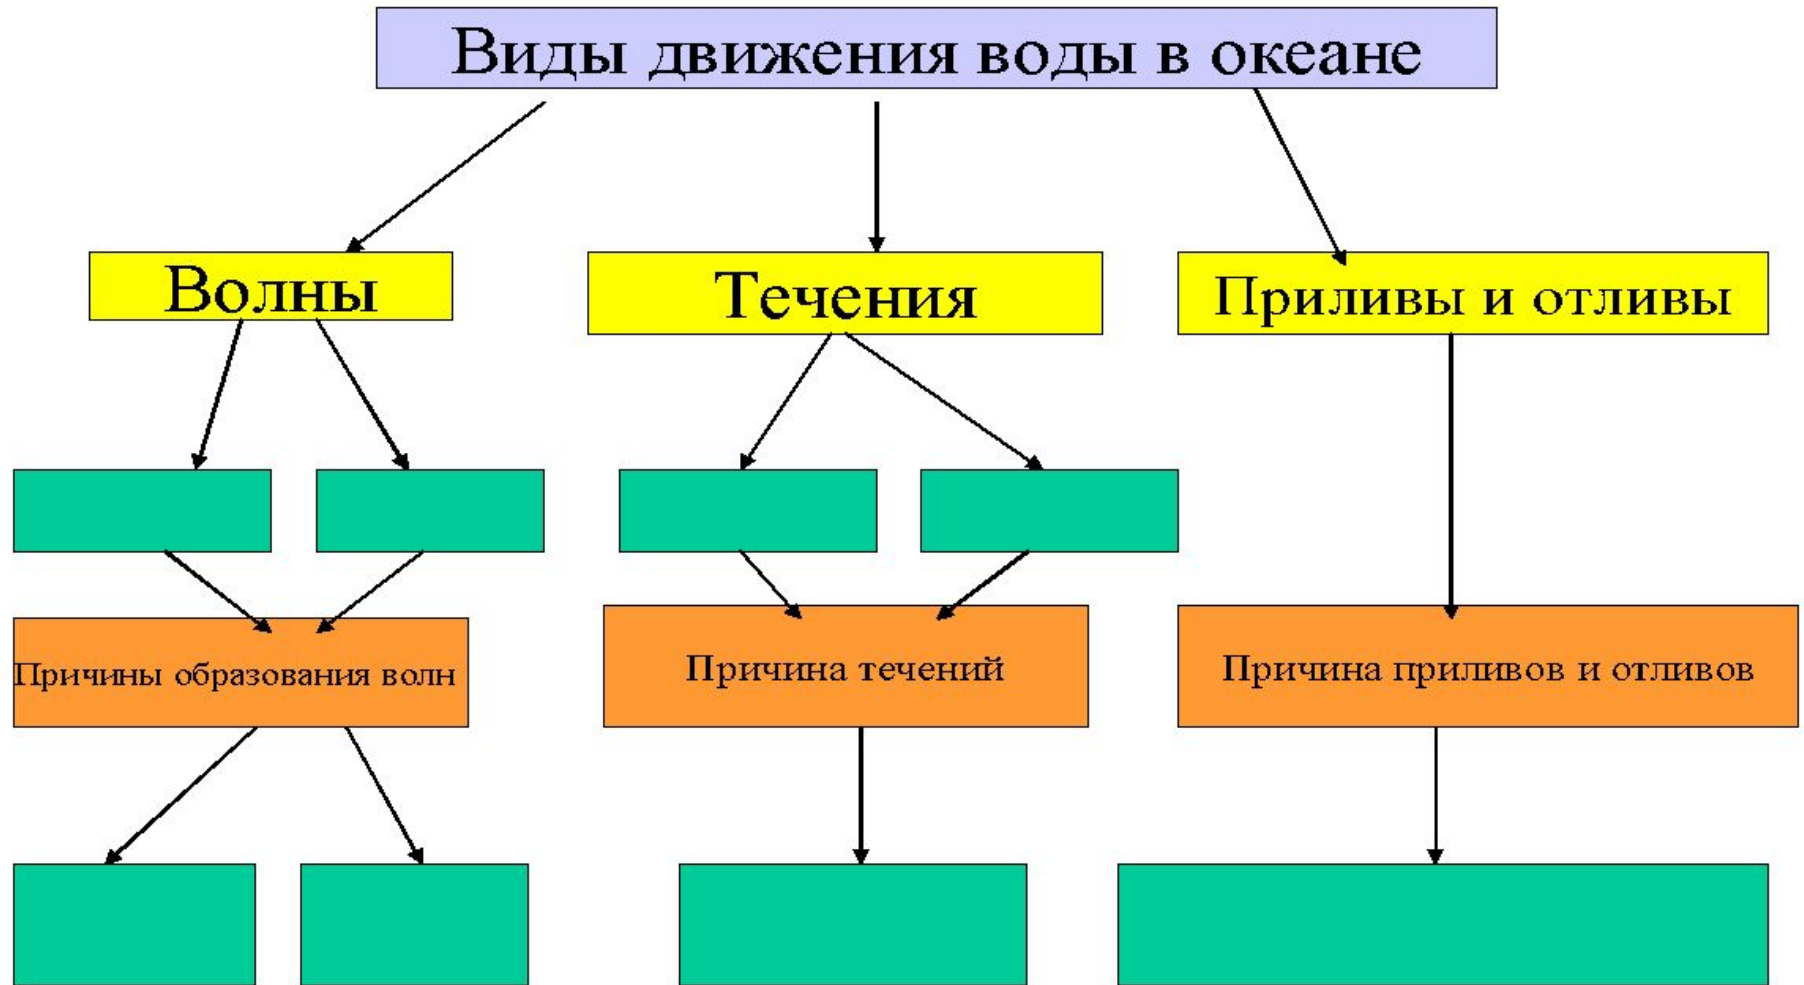 Виды движения воды в океане
Волны
Течения
Приливы и отливы
Причины образования волн
Причина течений
Причина приливов и отливов